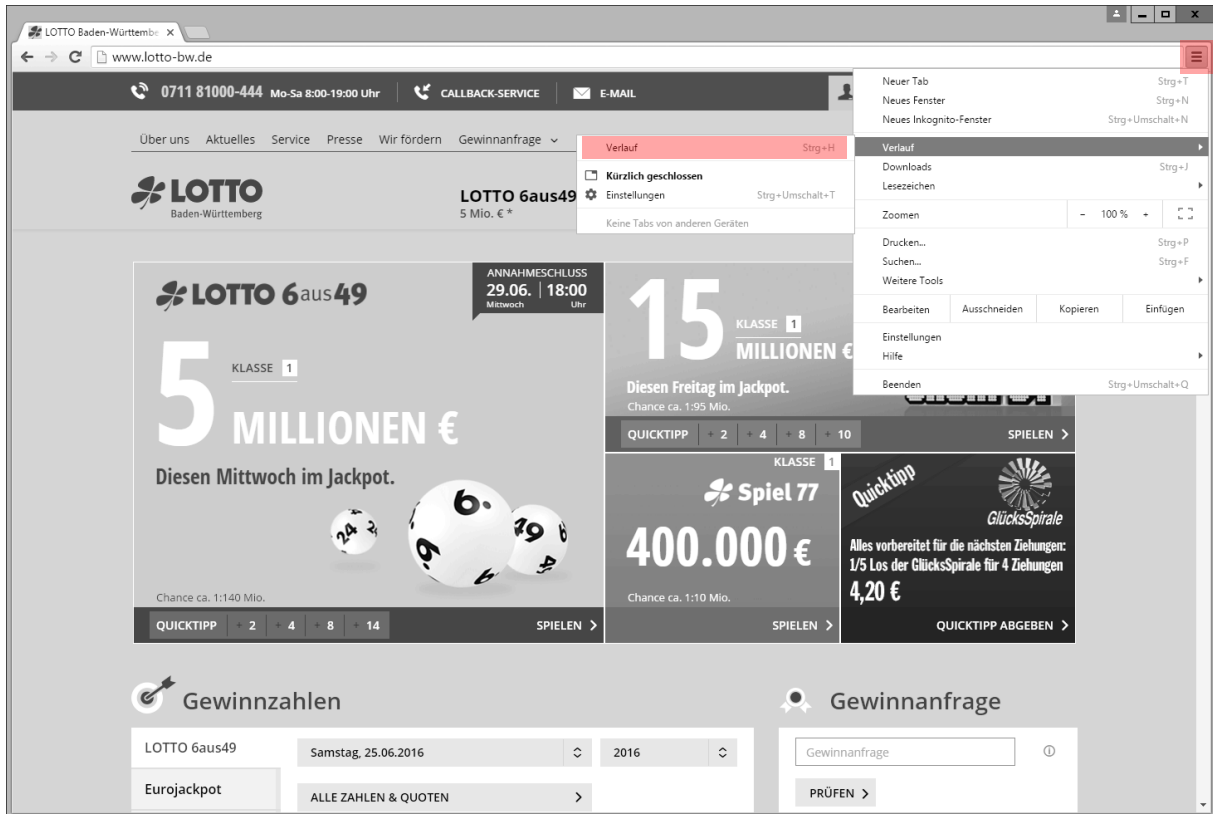 LOTTO Baden-Württembe
www.lotto-bw.de
0711 81000-444 Mo-Sa 8:00-19:00 Uhr
CALLBACK-SERVICE
E-MAIL
Über uns Aktuelles Service Presse Wir fördern Gewinnanfrage
LOTTO
Baden-Württemberg
LOTTO 6aus49
5 Mio. € *
Verlauf Strg+H
Kürzlich geschlossen
Einstellungen Strg+Umschalt+T
Keine Tabs von anderen Geräten
Neuer Tab Strg+T
Neues Fenster Strg+N
Neues Inkognito-Fenster Strg+Umschalt+N
Verlauf
Downloads Strg+J
Lesezeichen
Zoomen - 100 % +
Drucken... Strg+P
Suchen... Strg+F
Weitere Tools
Bearbeiten Ausschneiden Kopieren Einfügen
Einstellungen
Hilfe
Beenden Strg+Umschalt+Q
LOTTO 6aus49
ANNAHMESCHLUSS
29.06. | 18:00
Mittwoch Uhr
5 KLASSE 1
MILLIONEN €
Diesen Mittwoch im Jackpot.
24 6 49
Chance ca. 1:140 Mio.
QUICKTIPP + 2 + 4 + 8 + 14
SPIELEN
15 KLASSE 1
MILLIONEN €
Diesen Freitag im Jackpot.
Chance ca. 1:95 Mio.
QUICKTIPP + 2 + 4 + 8 + 10
SPIELEN
KLASSE 1
Spiel 77
400.000 €
Chance ca. 1:10 Mio.
SPIELEN
Quicktipp
GlücksSpirale
Alles vorbereitet für die nächsten Ziehungen:
1/5 Los der GlücksSpirale für 4 Ziehungen
4,20 €
QUICKTIPP ABGEBEN
Gewinnzahlen
LOTTO 6aus49
Eurojackpot
Samstag, 25.06.2016
2016
ALLE ZAHLEN & QUOTEN
Gewinnanfrage
Gewinnanfrage
PRÜFEN